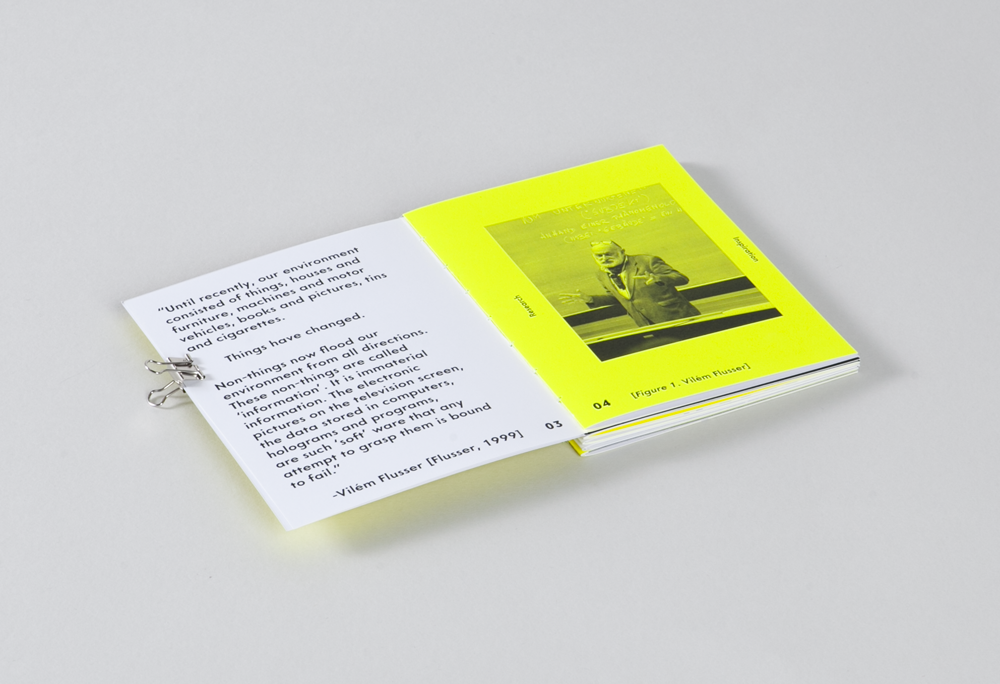 “Until recently, our environment
consisted of things, houses and
furniture, machines and motor
vehicles, books and pictures, tins
and cigarettes.
Things have changed.
Non-things now flood our
environment from all directions.
These non-things are called
‘information’. It is immaterial
information. The electronic
pictures on the television screen,
the data stored in computers,
holograms and programs,
are such ‘soft’ ware that any
attempt to grasp them is bound
to fail.”
-Vilém Flusser [Flusser, 1999]
03
Research
Inspiration
04
[Figure 1. Vilém Flusser]